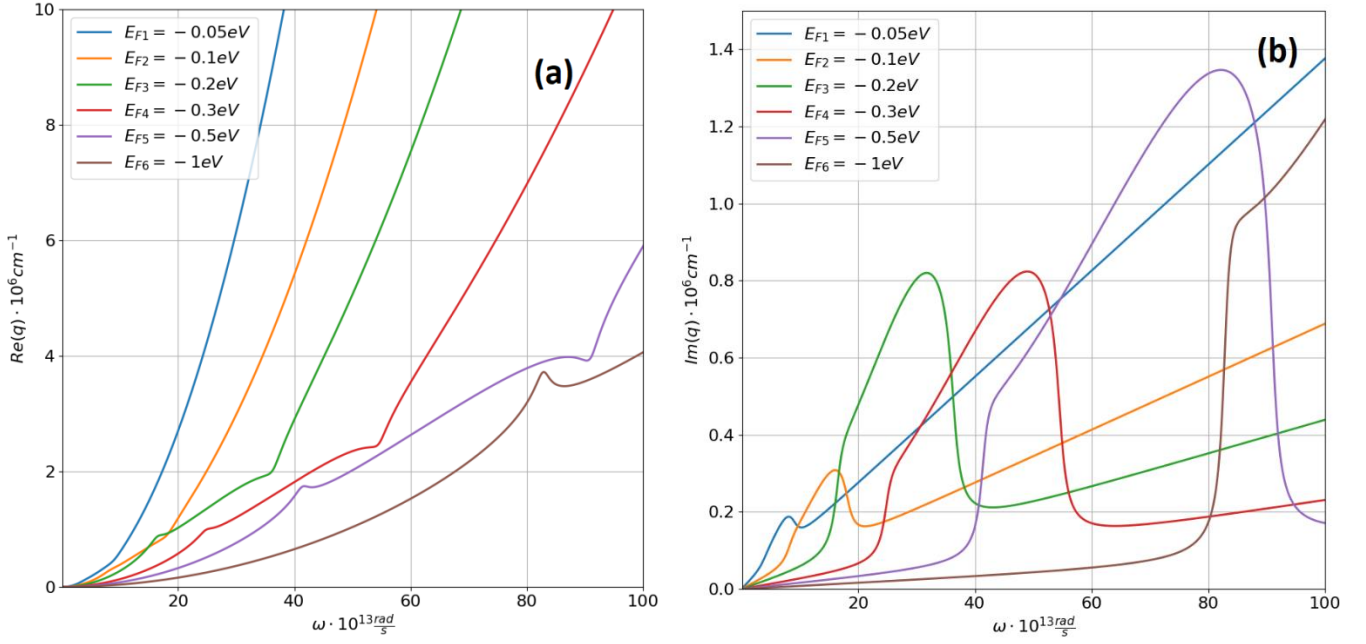 (a)
E_{F1} = − 0.05eV
E_{F2} = − 0.1eV
E_{F3} = − 0.2eV
E_{F4} = − 0.3eV
E_{F5} = − 0.5eV
E_{F6} = − 1eV
Re(q) · 10^6 cm^{−1}
10
8
6
4
2
0
20
40
60
80
100
ω · 10^{13} rad/s
(b)
E_{F1} = − 0.05eV
E_{F2} = − 0.1eV
E_{F3} = − 0.2eV
E_{F4} = − 0.3eV
E_{F5} = − 0.5eV
E_{F6} = − 1eV
Im(q) · 10^6 cm^{−1}
1.4
1.2
1.0
0.8
0.6
0.4
0.2
0.0
20
40
60
80
100
ω · 10^{13} rad/s